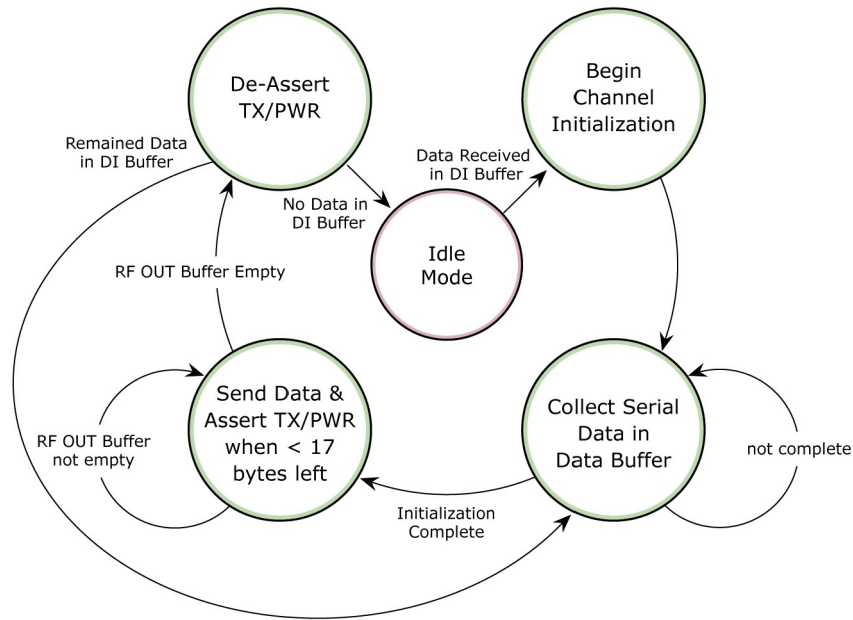 De-Assert
TX/PWR
Begin
Channel
Initialization
Remained Data
in DI Buffer
Data Received
in DI Buffer
No Data in
DI Buffer
Idle
Mode
RF OUT Buffer Empty
Send Data &
Assert TX/PWR
when < 17
bytes left
Collect Serial
Data in
Data Buffer
RF OUT Buffer
not empty
not complete
Initialization
Complete